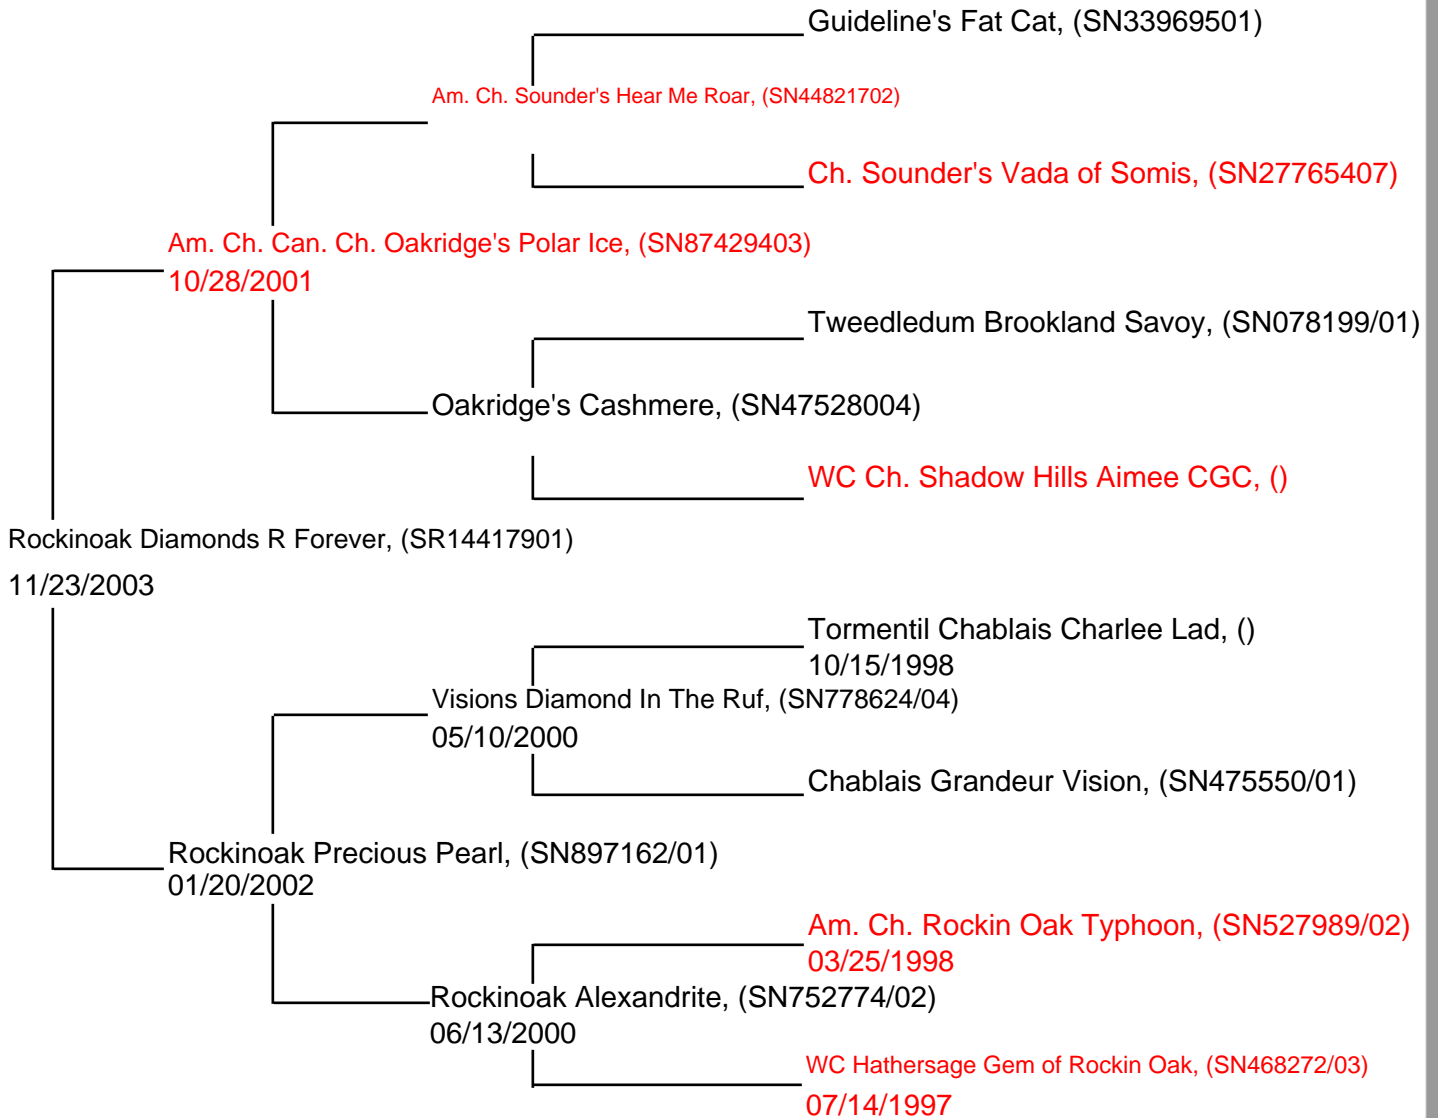 Guideline's Fat Cat, (SN33969501)
Am. Ch. Sounder's Hear Me Roar, (SN44821702)
Ch. Sounder's Vada of Somis, (SN27765407)
Am. Ch. Can. Ch. Oakridge's Polar Ice, (SN87429403)
10/28/2001
Tweedledum Brookland Savoy, (SN078199/01)
Oakridge's Cashmere, (SN47528004)
WC Ch. Shadow Hills Aimee CGC, ()
Rockinoak Diamonds R Forever, (SR14417901)
11/23/2003
Tormentil Chablais Charlee Lad, ()
10/15/1998
Visions Diamond In The Ruf, (SN778624/04)
05/10/2000
Chablais Grandeur Vision, (SN475550/01)
Rockinoak Precious Pearl, (SN897162/01)
01/20/2002
Am. Ch. Rockin Oak Typhoon, (SN527989/02)
03/25/1998
Rockinoak Alexandrite, (SN752774/02)
06/13/2000
WC Hathersage Gem of Rockin Oak, (SN468272/03)
07/14/1997